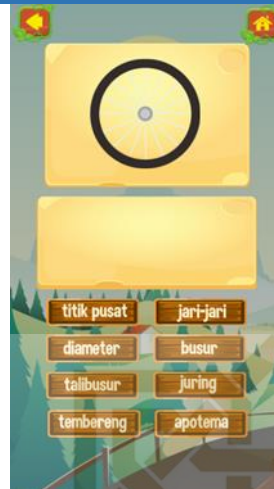 titik pusat jari-jari
diameter busur
talibusur juring
tembereng apotema